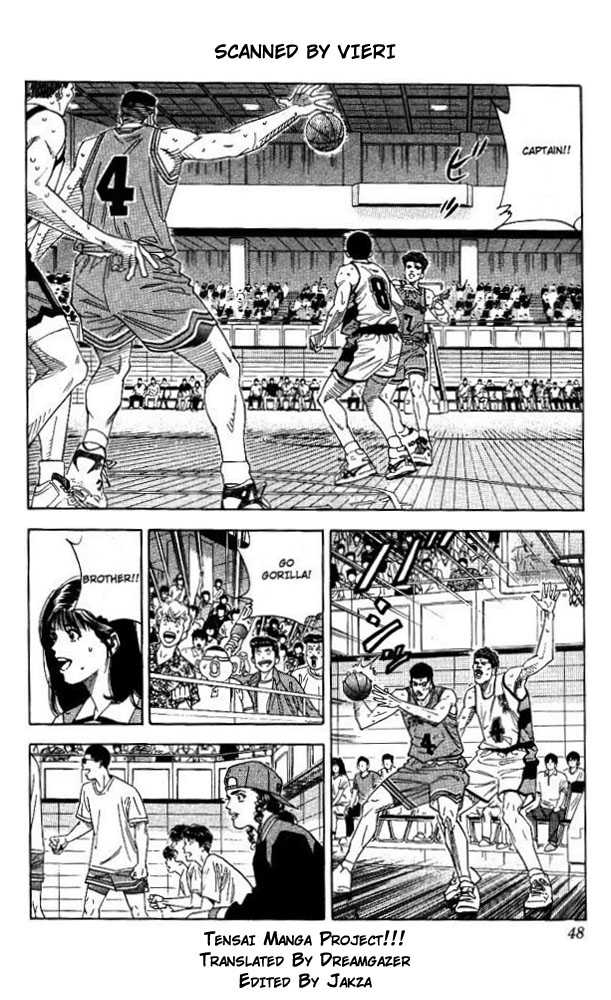 SCANNED BY VIERI
CAPTAIN!!
4
8
7
BROTHER!!
GO
GORILLA!
4
4
48
TENSAI MANGA PROJECT!!!
TRANSLATED BY DREAMGAZER
EDITED BY JAKZA